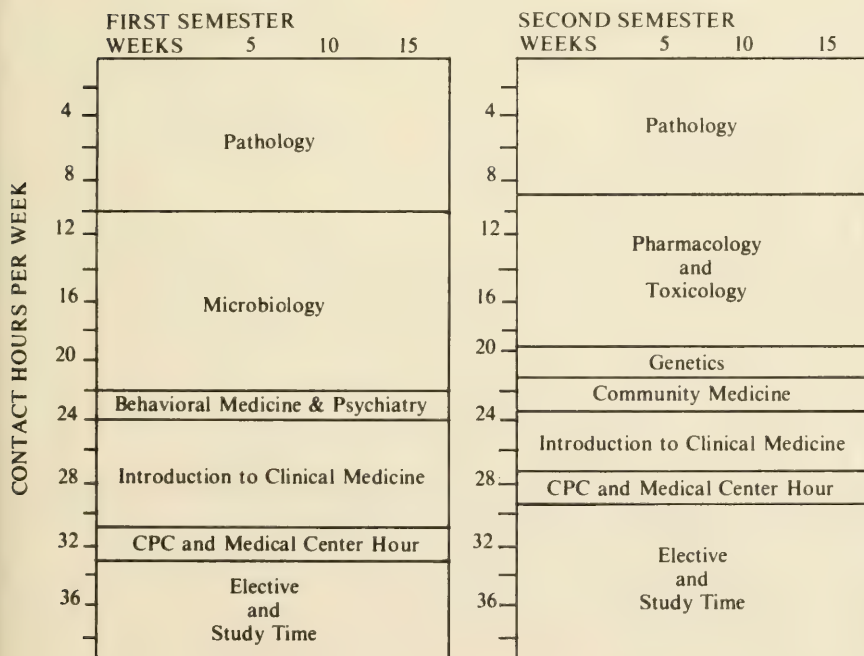 FIRST SEMESTER
WEEKS 5 10 15
CONTACT HOURS PER WEEK
4
Pathology
8
12
16
Microbiology
20
Behavioral Medicine & Psychiatry
24
28
Introduction to Clinical Medicine
32
CPC and Medical Center Hour
Elective
36
and
Study Time
SECOND SEMESTER
WEEKS 5 10 15
4
Pathology
8
12
Pharmacology
and
16
Toxicology
20
Genetics
Community Medicine
24
Introduction to Clinical Medicine
28
CPC and Medical Center Hour
32
Elective
and
36
Study Time